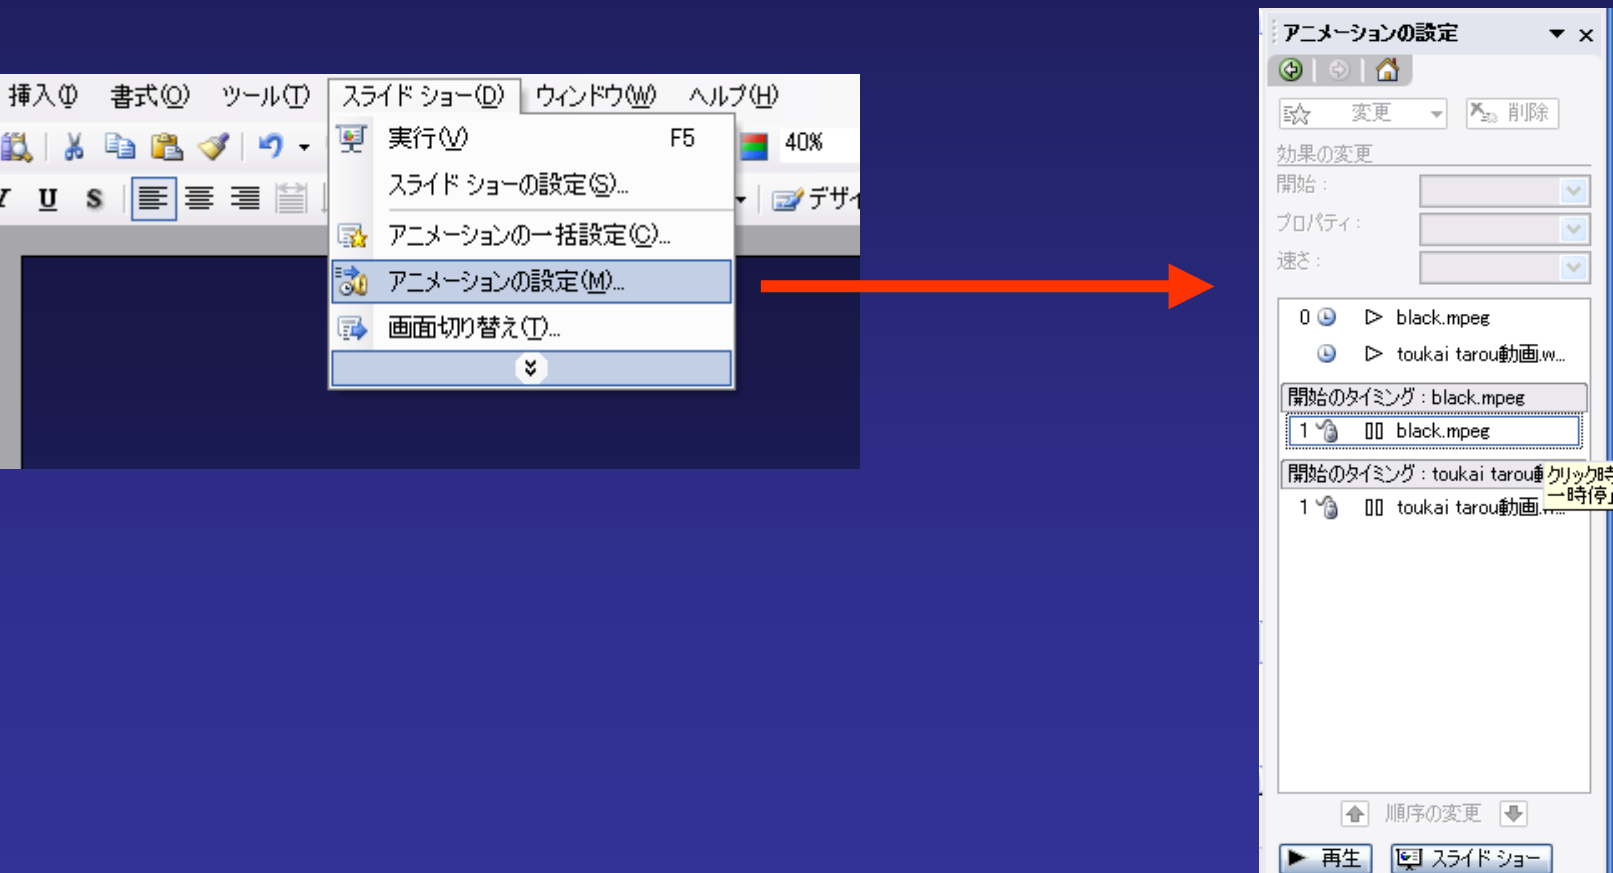 挿入(I) 書式(O) ツール(T) スライド ショー(D) ウィンドウ(W) ヘルプ(H)
実行(V) F5
40%
スライド ショーの設定(S)...
U S
デザイ
アニメーションの一括設定(C)...
アニメーションの設定(M)...
画面切り替え(T)...
アニメーションの設定
変更 削除
効果の変更
開始:
プロパティ:
速さ:
0 black.mpeg
toukai tarou動画.w...
開始のタイミング:black.mpeg
1 black.mpeg
開始のタイミング:toukai tarou
クリック時
一時停
1 toukai tarou動画
順序の変更
再生 スライド ショー